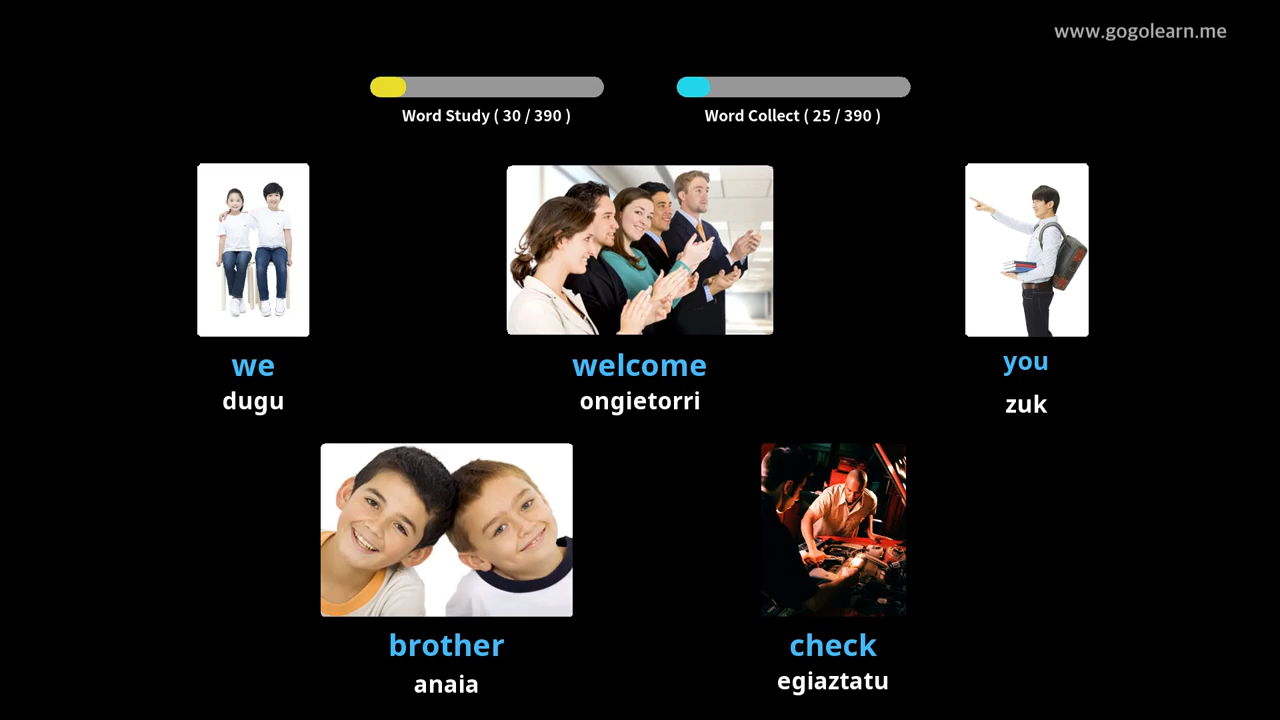 www.gogolearn.me
Word Study ( 30 / 390 )
Word Collect ( 25 / 390 )
we
dugu
welcome
ongietorri
you
zuk
brother
anaia
check
egiaztatu